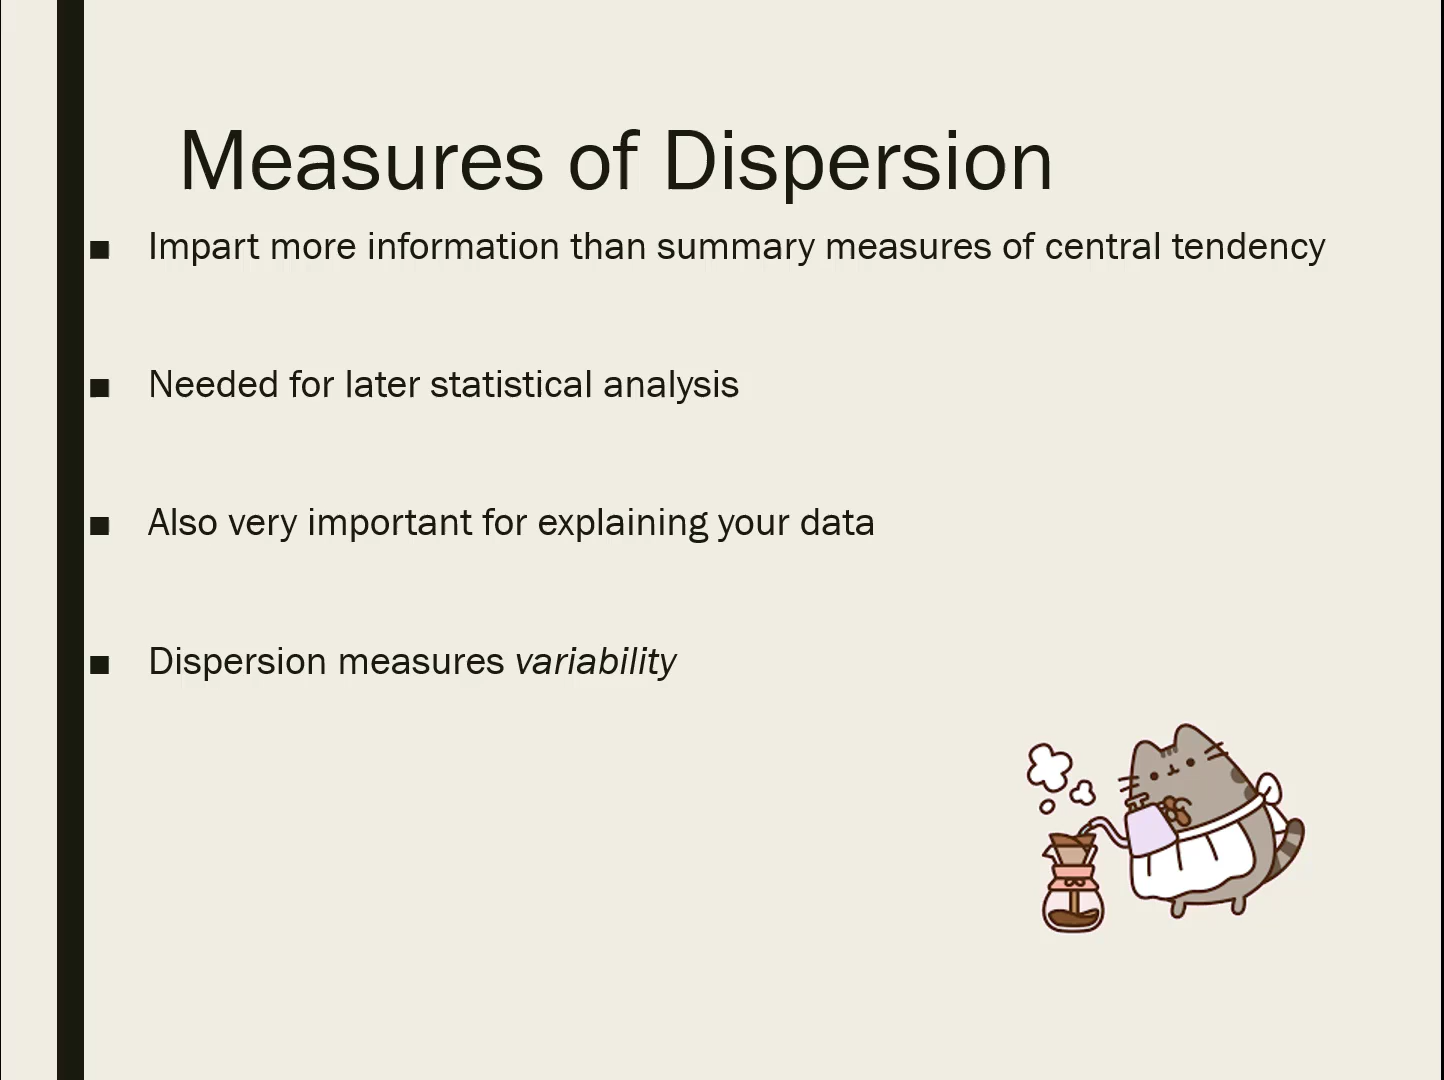 Measures of Dispersion
■ Impart more information than summary measures of central tendency
■ Needed for later statistical analysis
■ Also very important for explaining your data
■ Dispersion measures variability